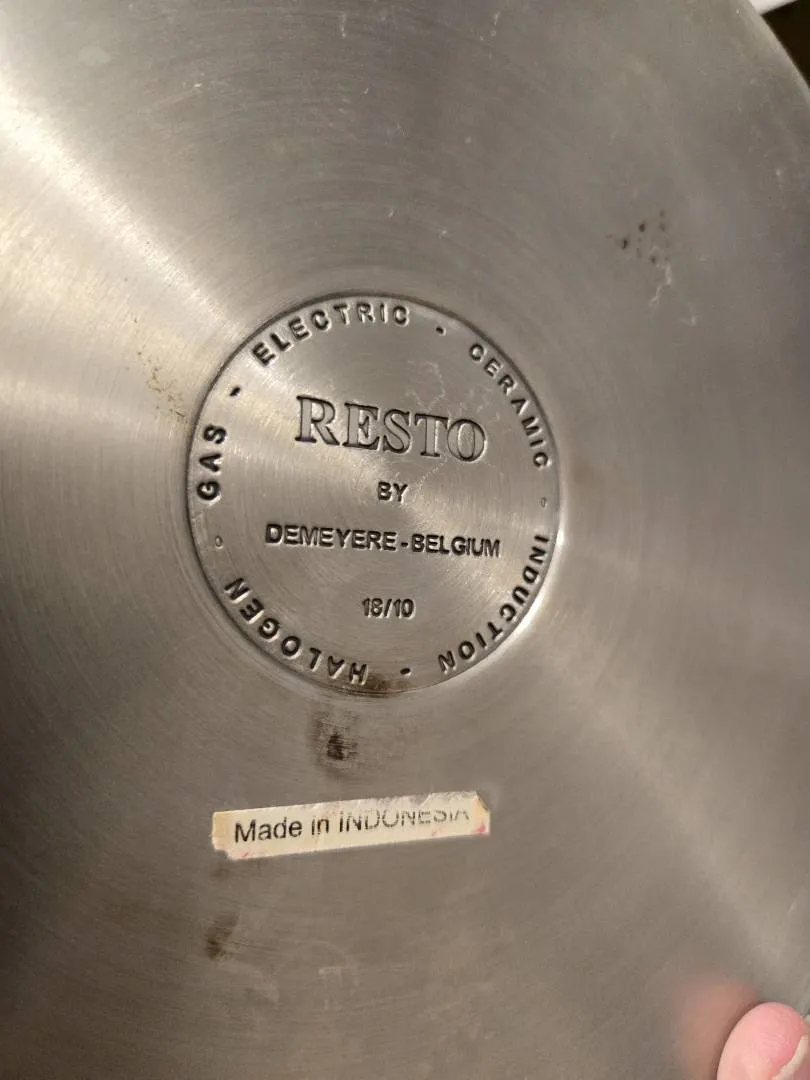 GAS - ELECTRIC - CERAMIC - INDUCTION - HALOGEN
RESTO
BY
DEMEYERE-BELGIUM
18/10
Made in INDONESIA